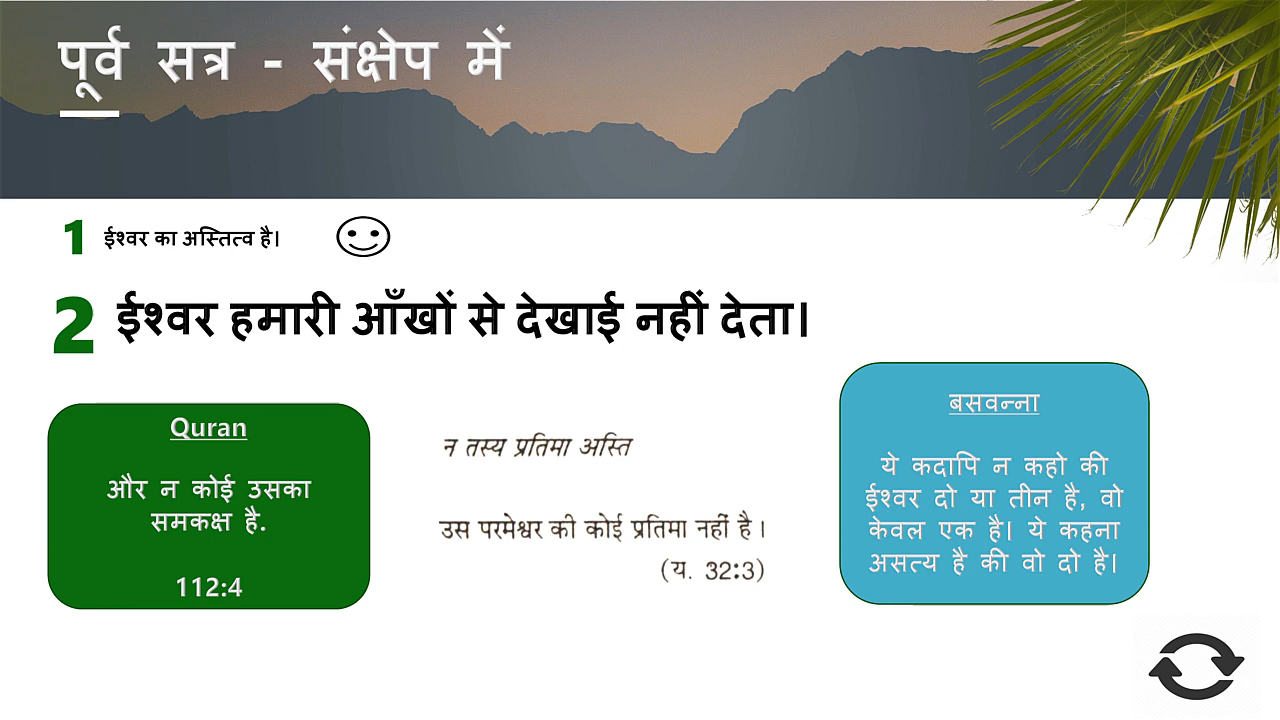 पूर्व सत्र - संक्षेप में
1 ईश्वर का अस्तित्व है।
2 ईश्वर हमारी आँखों से देखाई नहीं देता।
Quran
और न कोई उसका
समकक्ष है.
112:4
न तस्य प्रतिमा अस्ति
उस परमेश्वर की कोई प्रतिमा नहीं है।
(य. 32:3)
बसवन्ना
ये कदापि न कहो की
ईश्वर दो या तीन है, वो
केवल एक है। ये कहना
असत्य है की वो दो है।